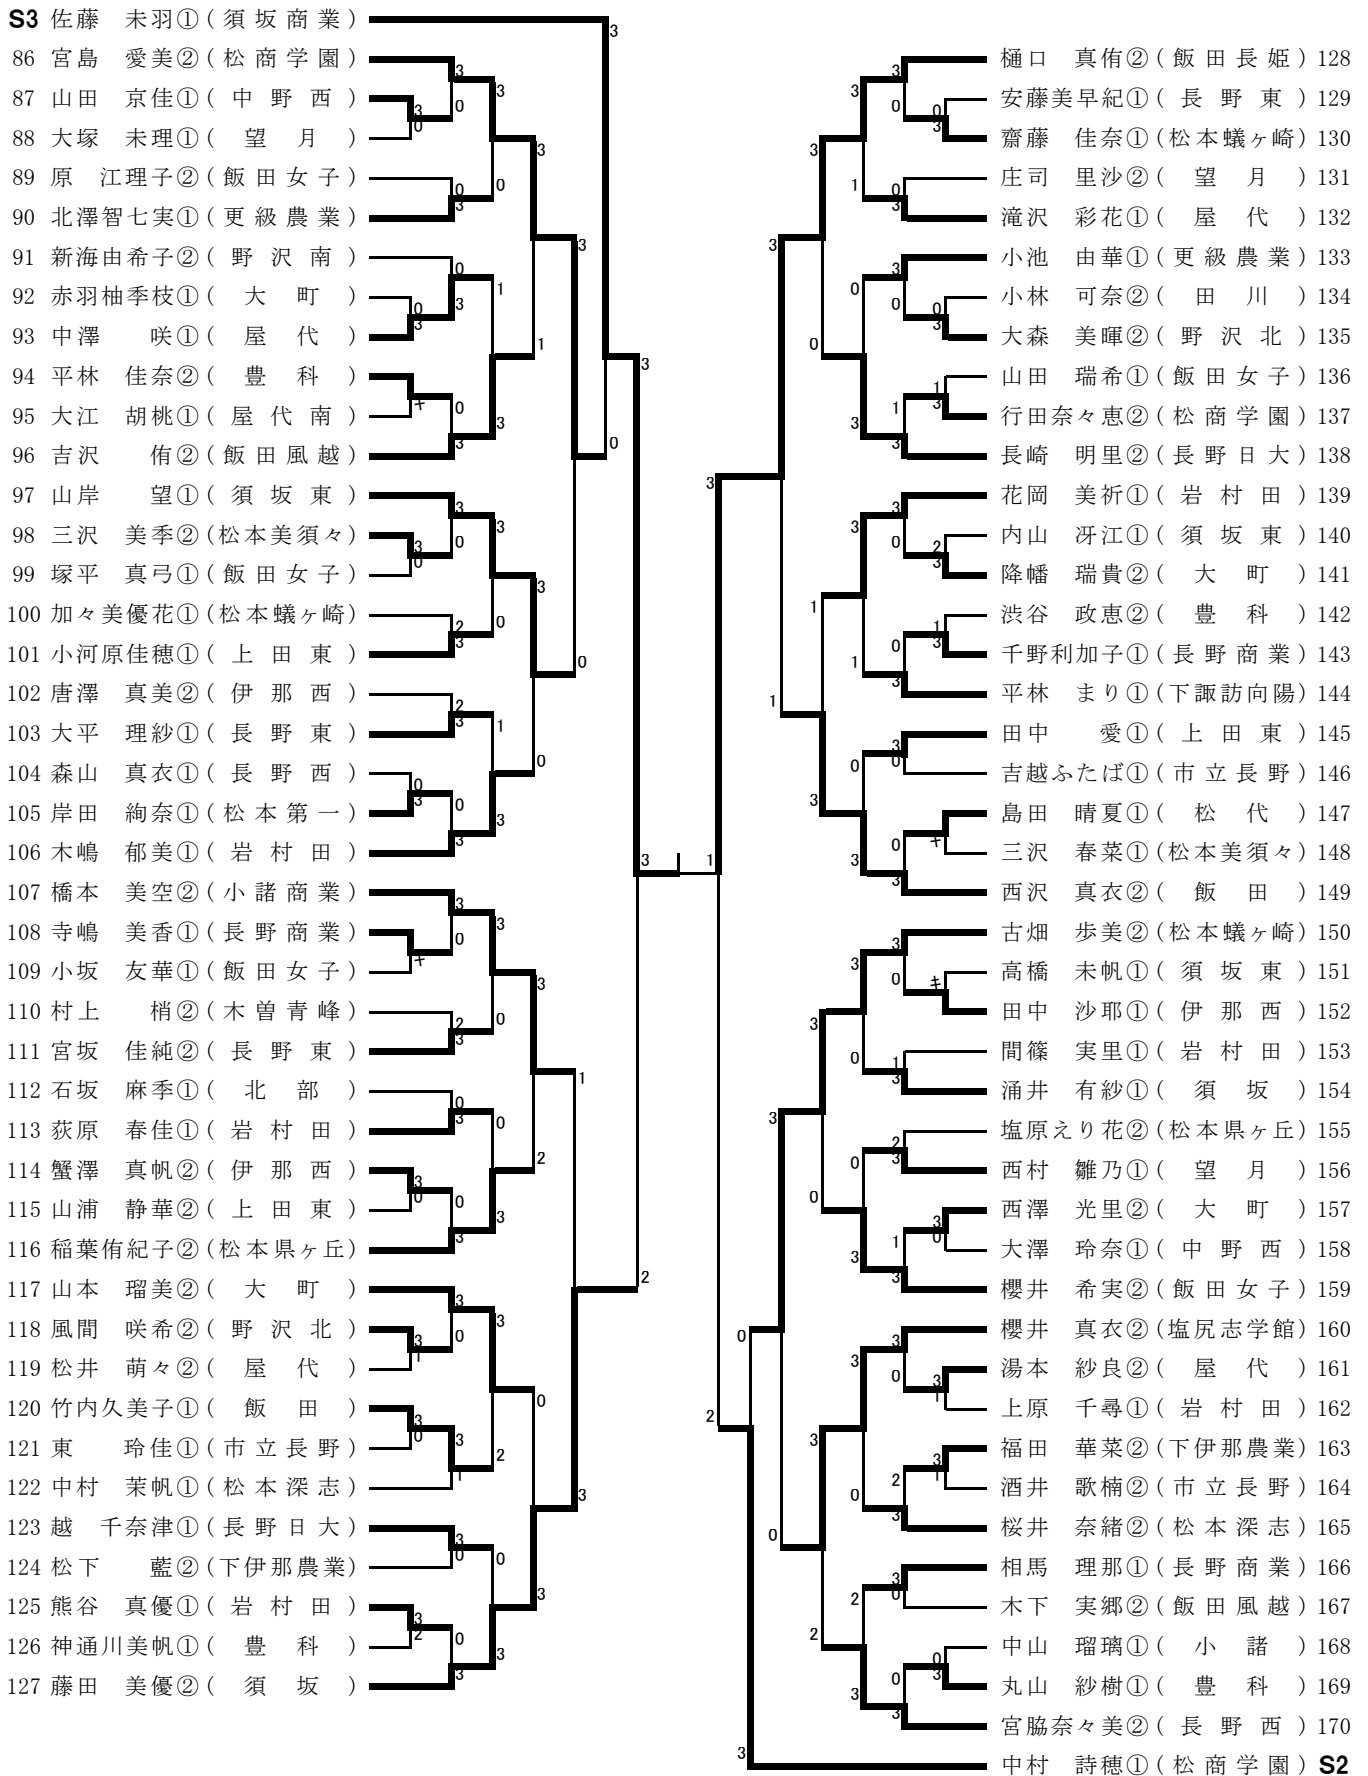 S3 佐藤　未羽①(須坂商業)
86 宮島　愛美②(松商学園)
87 山田　京佳①(中野西)
88 大塚　未理①(望月)
89 原　江理子②(飯田女子)
90 北澤智七実①(更級農業)
91 新海由希子②(野沢南)
92 赤羽柚季枝①(大町)
93 中澤　咲①(屋代)
94 平林　佳奈②(豊科)
95 大江　胡桃①(屋代南)
96 吉沢　侑②(飯田風越)
97 山岸　望①(須坂東)
98 三沢　美季②(松本美須々)
99 塚平　真弓①(飯田女子)
100 加々美優花①(松本蟻ヶ崎)
101 小河原佳穂①(上田東)
102 唐澤　真美②(伊那西)
103 大平　理紗①(長野東)
104 森山　真衣①(長野西)
105 岸田　絢奈①(松本第一)
106 木嶋　郁美①(岩村田)
107 橋本　美空②(小諸商業)
108 寺嶋　美香①(長野商業)
109 小坂　友華①(飯田女子)
110 村上　梢②(木曽青峰)
111 宮坂　佳純②(長野東)
112 石坂　麻季①(北部)
113 荻原　春佳①(岩村田)
114 蟹澤　真帆②(伊那西)
115 山浦　静華②(上田東)
116 稲葉侑紀子②(松本県ヶ丘)
117 山本　瑠美②(大町)
118 風間　咲希②(野沢北)
119 松井　萌々②(屋代)
120 竹内久美子①(飯田)
121 東　玲佳①(市立長野)
122 中村　茉帆①(松本深志)
123 越　千奈津①(長野日大)
124 松下　藍②(下伊那農業)
125 熊谷　真優①(岩村田)
126 神通川美帆①(豊科)
127 藤田　美優②(須坂)
樋口　真侑②(飯田長姫) 128
安藤美早紀①(長野東) 129
齋藤　佳奈①(松本蟻ヶ崎) 130
庄司　里沙②(望月) 131
滝沢　彩花①(屋代) 132
小池　由華①(更級農業) 133
小林　可奈②(田川) 134
大森　美暉②(野沢北) 135
山田　瑞希①(飯田女子) 136
行田奈々恵②(松商学園) 137
長崎　明里②(長野日大) 138
花岡　美祈①(岩村田) 139
内山　冴江①(須坂東) 140
降幡　瑞貴②(大町) 141
渋谷　政恵②(豊科) 142
千野利加子①(長野商業) 143
平林　まり①(下諏訪向陽) 144
田中　愛①(上田東) 145
吉越ふたば①(市立長野) 146
島田　晴夏①(松代) 147
三沢　春菜①(松本美須々) 148
西沢　真衣②(飯田) 149
古畑　歩美②(松本蟻ヶ崎) 150
高橋　未帆①(須坂東) 151
田中　沙耶①(伊那西) 152
間篠　実里①(岩村田) 153
涌井　有紗①(須坂) 154
塩原えり花②(松本県ヶ丘) 155
西村　雛乃①(望月) 156
西澤　光里②(大町) 157
大澤　玲奈①(中野西) 158
櫻井　希実②(飯田女子) 159
櫻井　真衣②(塩尻志学館) 160
湯本　紗良②(屋代) 161
上原　千尋①(岩村田) 162
福田　華菜②(下伊那農業) 163
酒井　歌楠②(市立長野) 164
桜井　奈緒②(松本深志) 165
相馬　理那①(長野商業) 166
木下　実郷②(飯田風越) 167
中山　瑠璃①(小諸) 168
丸山　紗樹①(豊科) 169
宮脇奈々美②(長野西) 170
中村　詩穂①(松商学園) S2